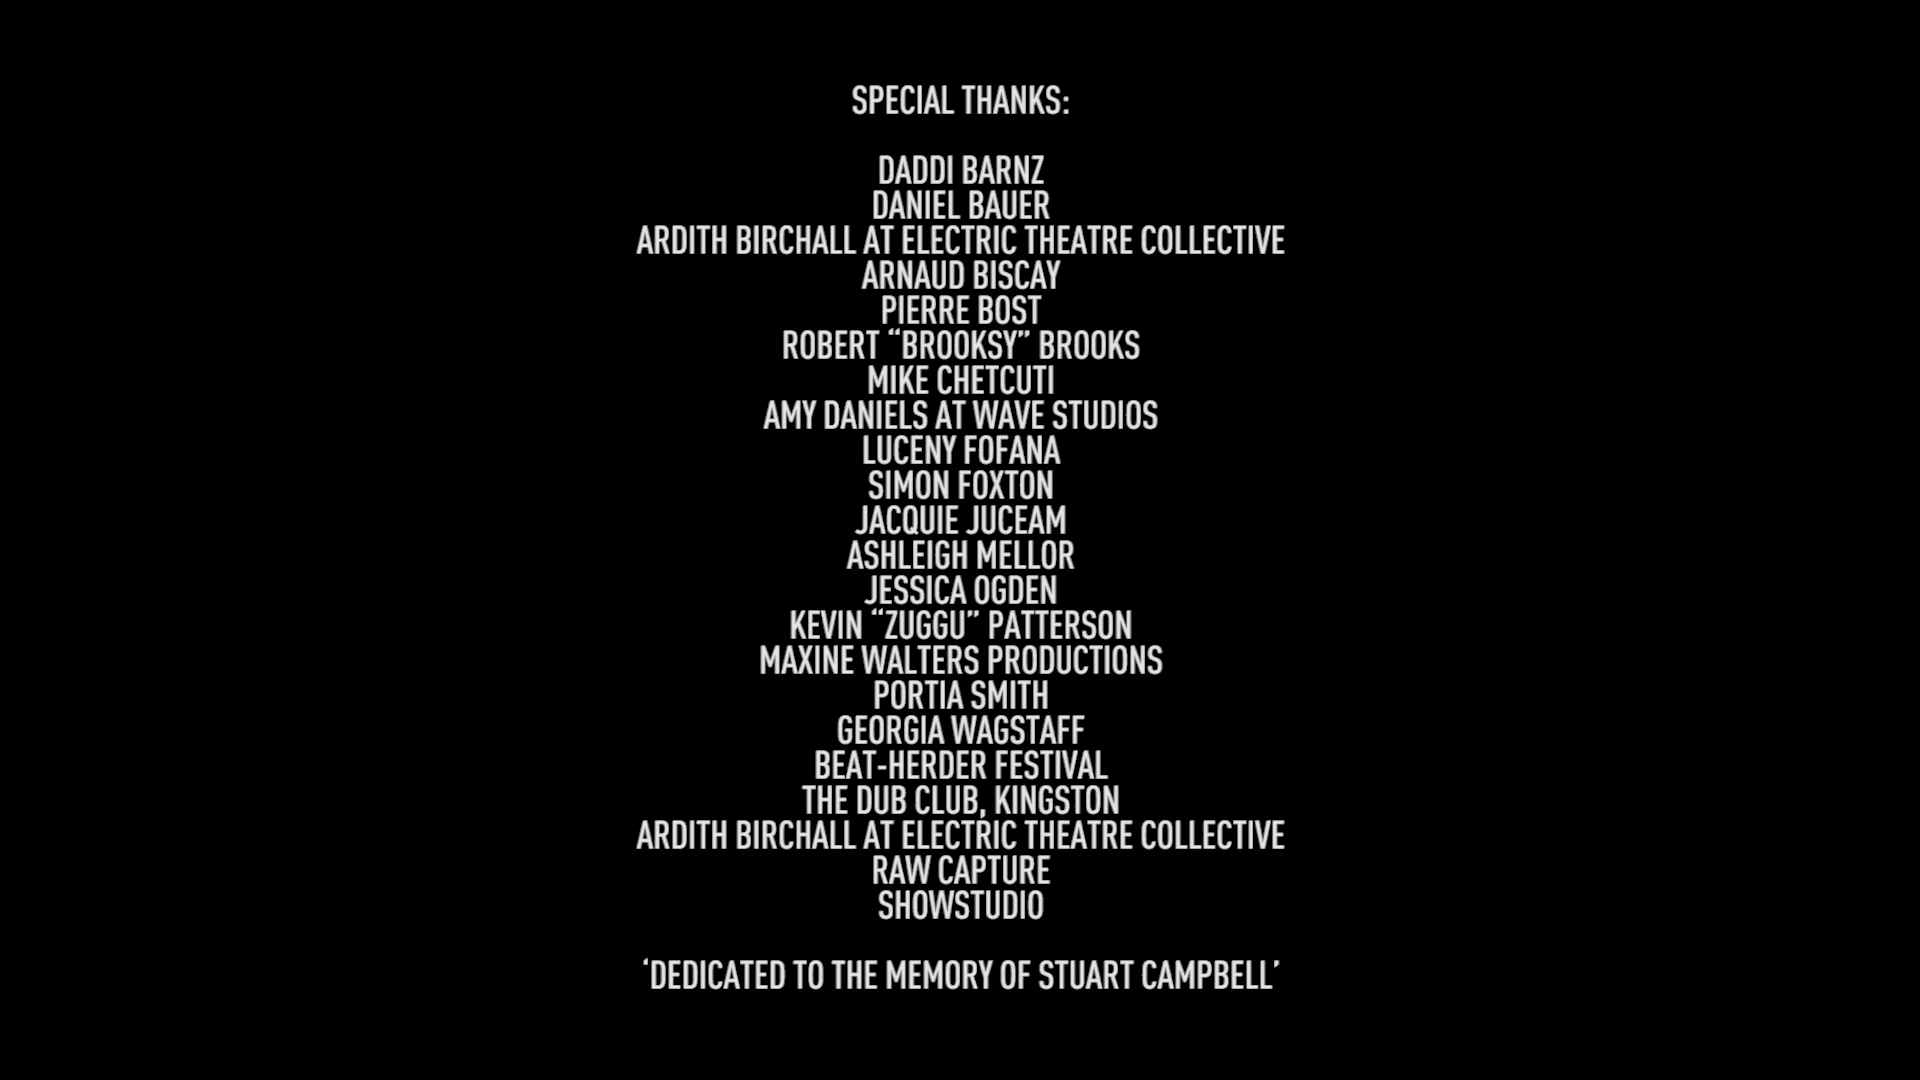 SPECIAL THANKS:
DADDI BARNZ
DANIEL BAUER
ARDITH BIRCHALL AT ELECTRIC THEATRE COLLECTIVE
ARNAUD BISCAY
PIERRE BOST
ROBERT “BROOKSY” BROOKS
MIKE CHETCUTI
AMY DANIELS AT WAVE STUDIOS
LUCENY FOFANA
SIMON FOXTON
JACQUIE JUCEAM
ASHLEIGH MELLOR
JESSICA OGDEN
KEVIN “ZUGGU” PATTERSON
MAXINE WALTERS PRODUCTIONS
PORTIA SMITH
GEORGIA WAGSTAFF
BEAT-HERDER FESTIVAL
THE DUB CLUB, KINGSTON
ARDITH BIRCHALL AT ELECTRIC THEATRE COLLECTIVE
RAW CAPTURE
SHOWSTUDIO
‘DEDICATED TO THE MEMORY OF STUART CAMPBELL’